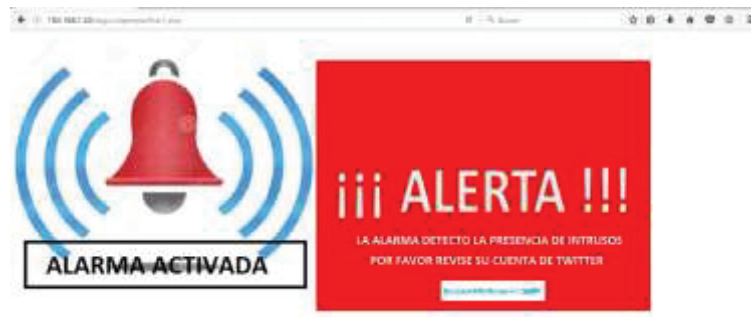 ALARMA ACTIVADA
¡¡¡ ALERTA !!!
LA ALARMA DETECTO LA PRESENCIA DE INTRUSOS
POR FAVOR REVISE SU CUENTA DE TWITTER